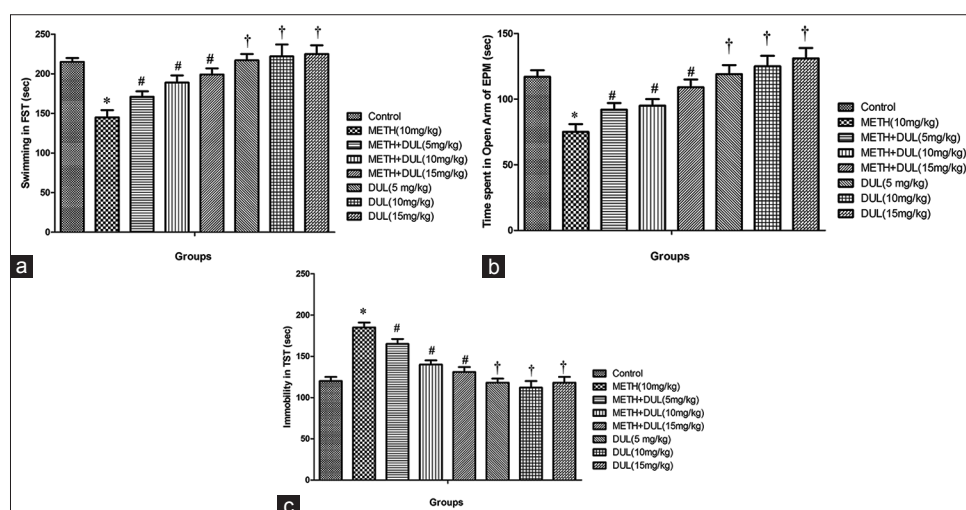 250
200
150
100
50
0
Swimming in FST (sec)
*
#
#
#
†
†
†
Groups
Control
METH(10mg/kg)
METH+DUL(5mg/kg)
METH+DUL(10mg/kg)
METH+DUL(15mg/kg)
DUL(5 mg/kg)
DUL(10mg/kg)
DUL(15mg/kg)
a
150
100
50
0
Time spent in Open Arm of EPM (sec)
*
#
#
#
†
†
†
Groups
Control
METH(10mg/kg)
METH+DUL(5mg/kg)
METH+DUL(10mg/kg)
METH+DUL(15mg/kg)
DUL(5 mg/kg)
DUL(10mg/kg)
DUL(15mg/kg)
b
250
200
150
100
50
0
Immobility in TST (sec)
*
#
#
#
†
†
†
Groups
Control
METH(10mg/kg)
METH+DUL(5mg/kg)
METH+DUL(10mg/kg)
METH+DUL(15mg/kg)
DUL(5 mg/kg)
DUL(10mg/kg)
DUL(15mg/kg)
c